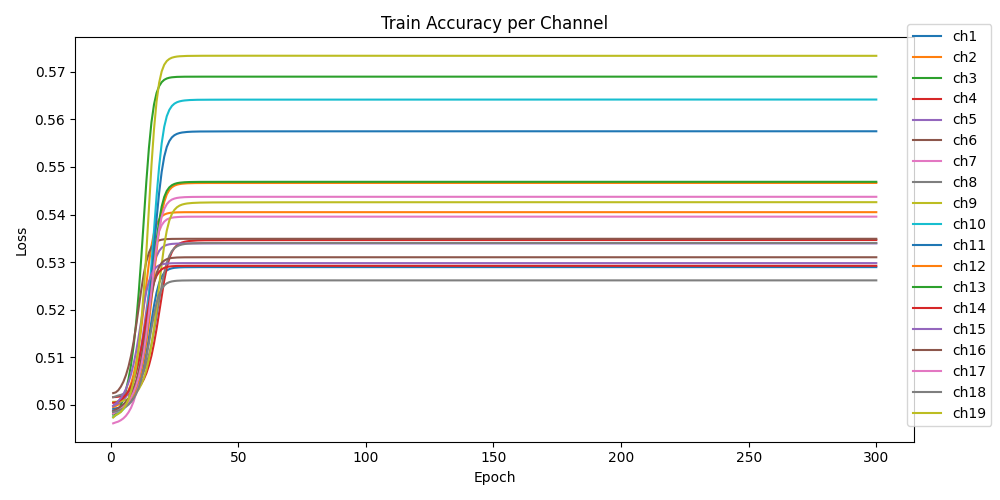 Train Accuracy per Channel
Loss
0.57
0.56
0.55
0.54
0.53
0.52
0.51
0.50
0
50
100
150
200
250
300
Epoch
ch1
ch2
ch3
ch4
ch5
ch6
ch7
ch8
ch9
ch10
ch11
ch12
ch13
ch14
ch15
ch16
ch17
ch18
ch19